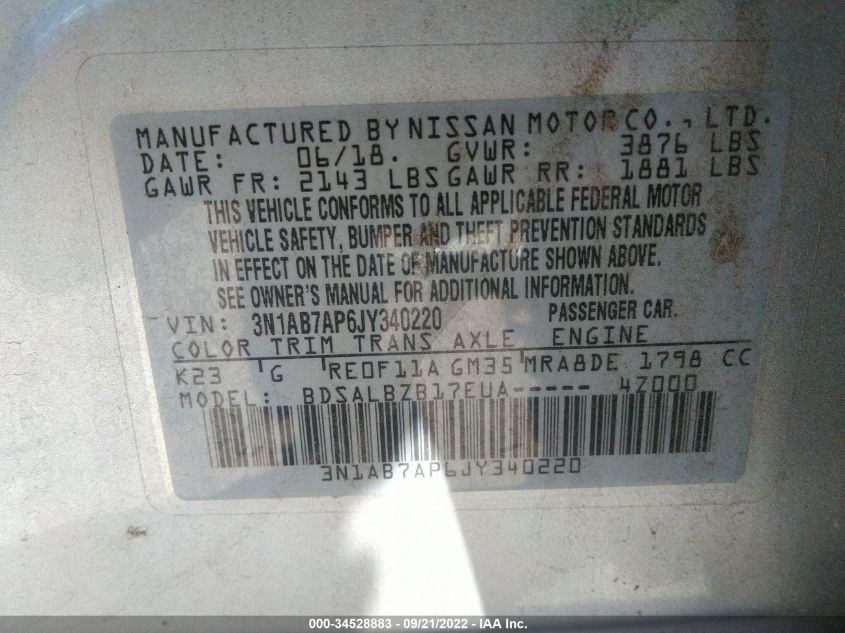 MANUFACTURED BY NISSAN MOTOR CO., LTD.
DATE: 06/18. GVWR: 3876 LBS
GAWR FR: 2143 LBS GAWR RR: 1881 LBS
THIS VEHICLE CONFORMS TO ALL APPLICABLE FEDERAL MOTOR
VEHICLE SAFETY, BUMPER AND THEFT PREVENTION STANDARDS
IN EFFECT ON THE DATE OF MANUFACTURE SHOWN ABOVE.
SEE OWNER'S MANUAL FOR ADDITIONAL INFORMATION.
VIN: 3N1AB7AP6JY340220 PASSENGER CAR.
COLOR TRIM TRANS AXLE ENGINE
K23 G RE0F11A GM35 MRA8DE 1798 CC
MODEL: BDSALBZB17EUA----- 4Z000
3N1AB7AP6JY340220
000-34528883 - 09/21/2022 - IAA Inc.